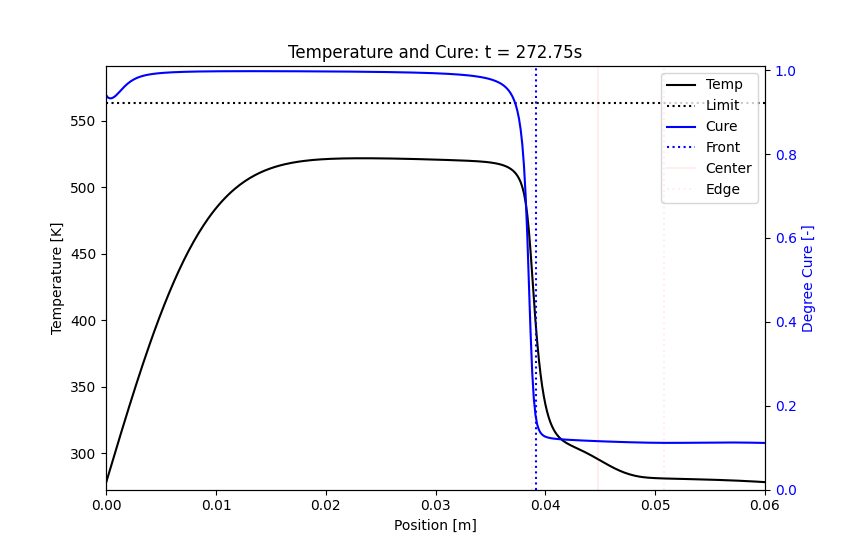 Temperature and Cure: t = 272.75s
Temperature [K]
550
500
450
400
350
300
Temp
Limit
Cure
Front
Center
Edge
1.0
0.8
0.6
0.4
0.2
0.0
Degree Cure [-]
0.00 0.01 0.02 0.03 0.04 0.05 0.06
Position [m]